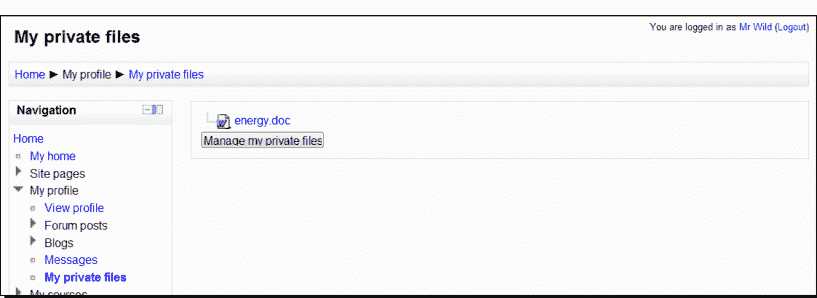 My private files
You are logged in as Mr Wild (Logout)
Home ► My profile ► My private files
Navigation
Home
My home
Site pages
My profile
View profile
Forum posts
Blogs
Messages
My private files
My courses
energy.doc
Manage my private files